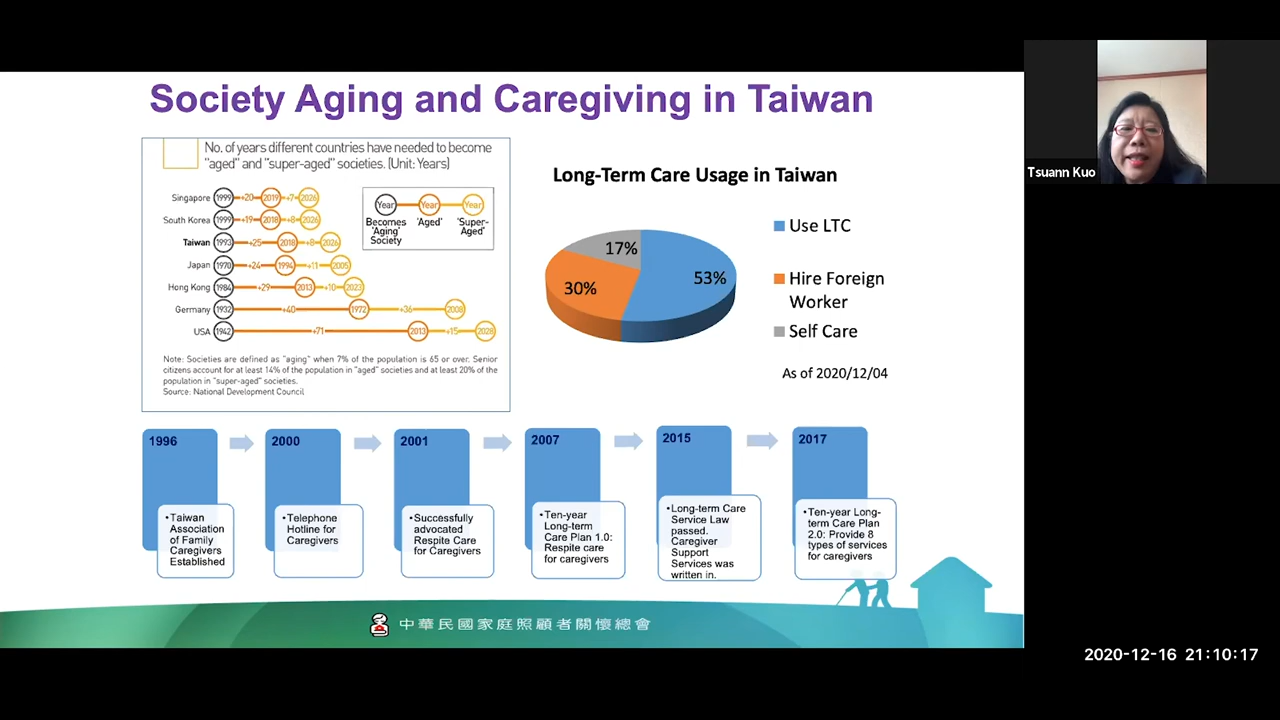 Society Aging and Caregiving in Taiwan
No. of years different countries have needed to become
"aged" and "super-aged" societies. (Unit: Years)
Singapore 1999 +20 2019 +7 2026
South Korea 1999 +19 2018 +8 2026
Taiwan 1993 +25 2018 +8 2026
Japan 1970 +24 1994 +11 2005
Hong Kong 1984 +29 2013 +10 2023
Germany 1932 +40 1972 +36 2008
USA 1942 +71 2013 +15 2028
Year Year Year
Becomes 'Aged' 'Super-
'Aging' Aged'
Society
Note: Societies are defined as "aging" when 7% of the population is 65 or over. Senior
citizens account for at least 14% of the population in "aged" societies and at least 20% of the
population in "super-aged" societies.
Source: National Development Council
Long-Term Care Usage in Taiwan
17%
53%
30%
Use LTC
Hire Foreign
Worker
Self Care
As of 2020/12/04
1996
•Taiwan
Association
of Family
Caregivers
Established
2000
•Telephone
Hotline for
Caregivers
2001
•Successfully
advocated
Respite Care
for Caregivers
2007
•Ten-year
Long-term
Care Plan 1.0:
Respite care
for caregivers
2015
•Long-term Care
Service Law
passed.
Caregiver
Support
Services was
written in.
2017
•Ten-year Long-
term Care Plan
2.0: Provide 8
types of services
for caregivers
中華民國家庭照顧者關懷總會
Tsuann Kuo
2020-12-16 21:10:17